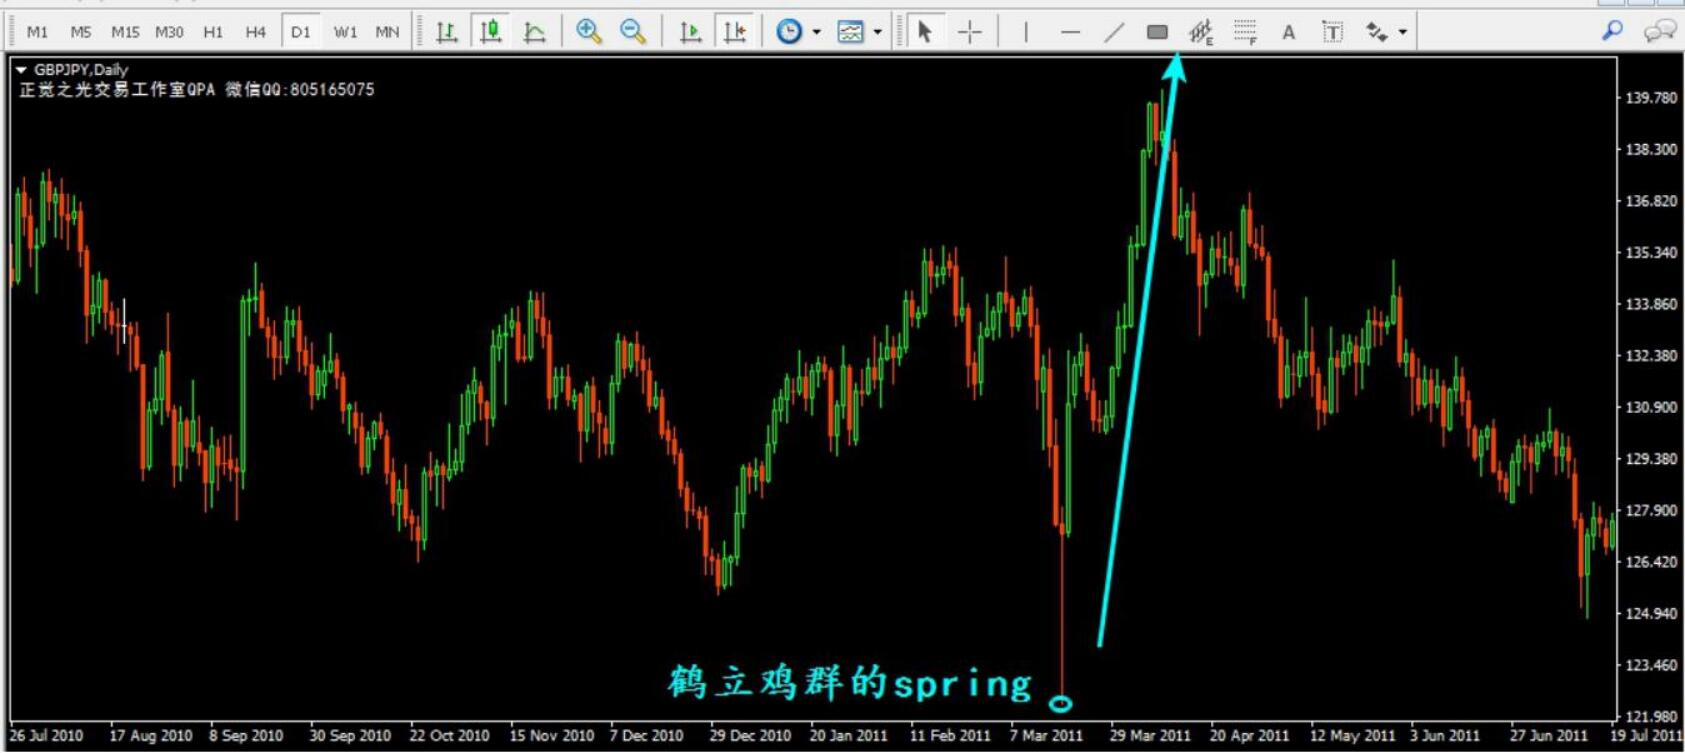 M1 M5 M15 M30 H1 H4 D1 W1 MN E F A T
GBPJPY,Daily
正觉之光交易工作室QPA 微信QQ:805165075
139.780
138.300
136.820
135.340
133.860
132.380
130.900
129.380
127.900
126.420
124.940
123.460
121.980
鹤立鸡群的spring
26 Jul 2010 17 Aug 2010 8 Sep 2010 30 Sep 2010 22 Oct 2010 15 Nov 2010 7 Dec 2010 29 Dec 2010 20 Jan 2011 11 Feb 2011 7 Mar 2011 29 Mar 2011 20 Apr 2011 12 May 2011 3 Jun 2011 27 Jun 2011 19 Jul 2011